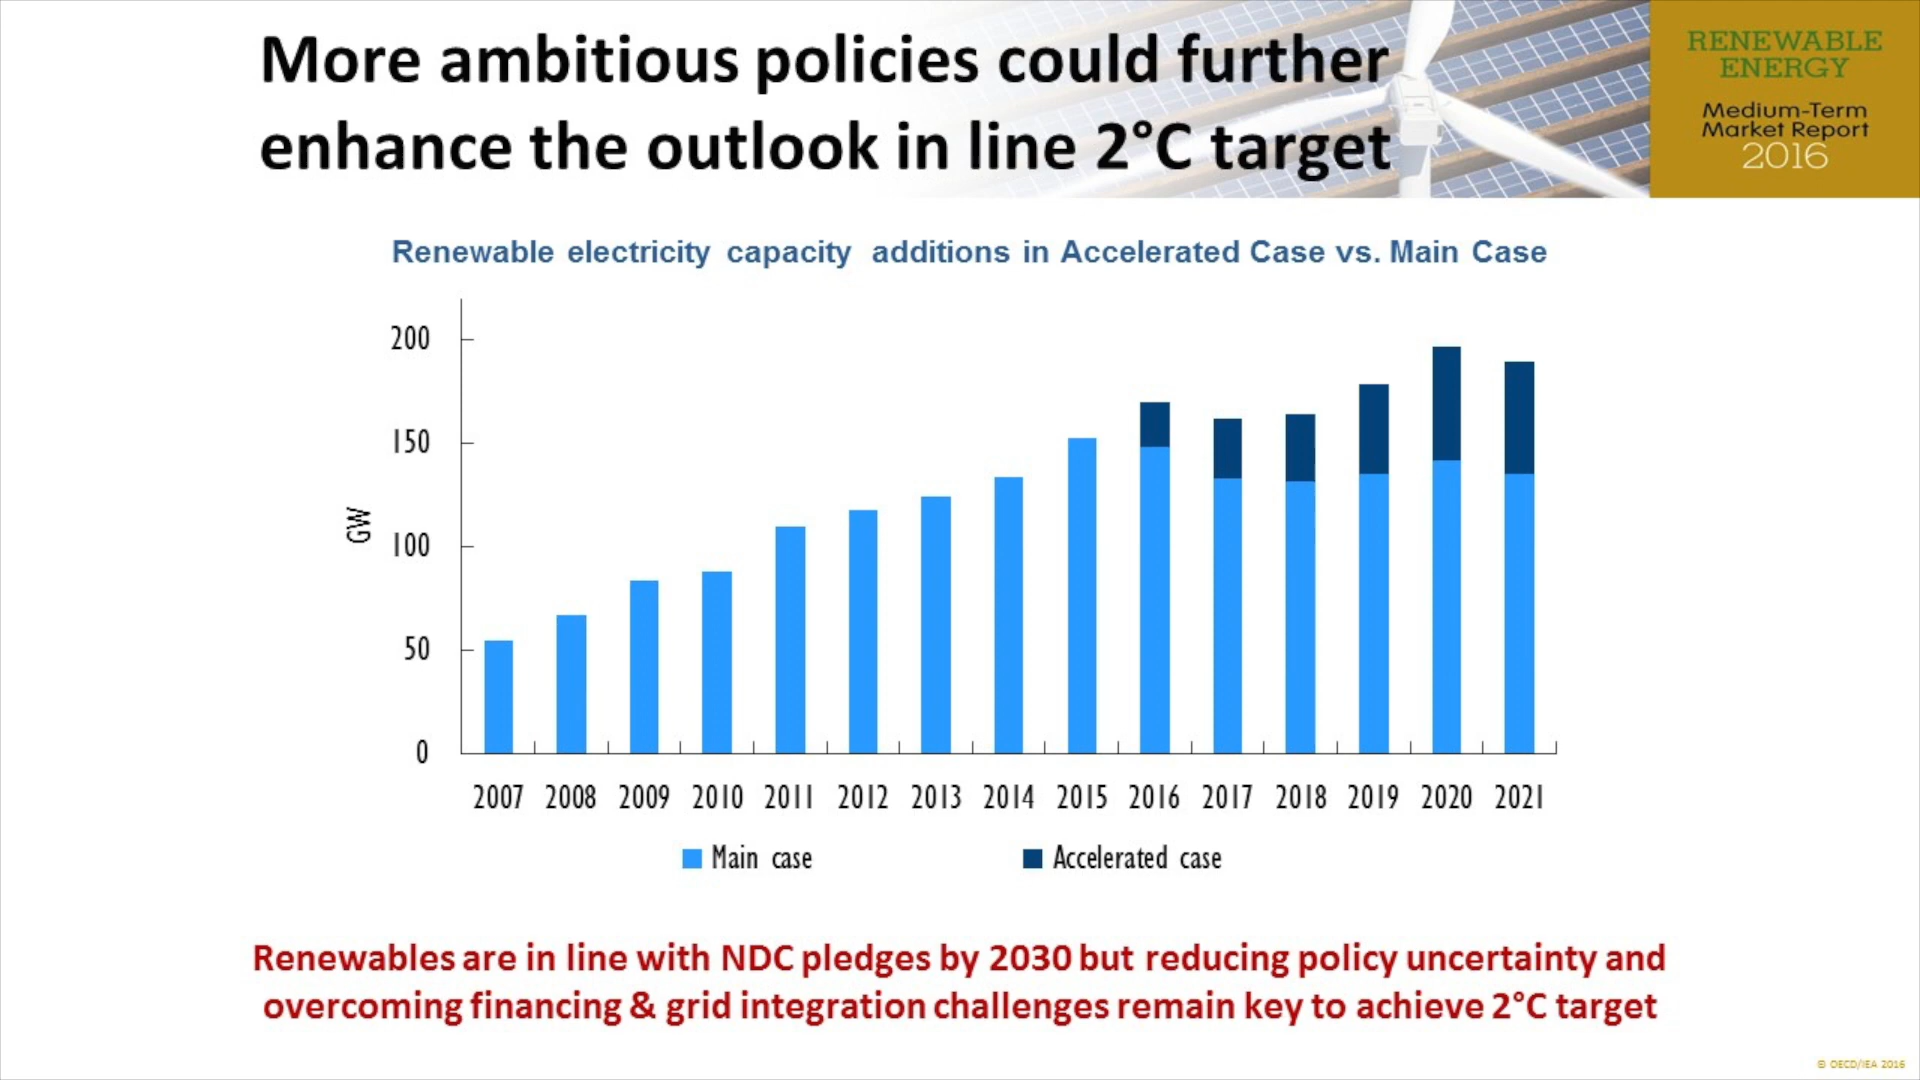 More ambitious policies could further
enhance the outlook in line 2°C target
RENEWABLE
ENERGY
Medium-Term
Market Report
2016
Renewable electricity capacity additions in Accelerated Case vs. Main Case
200
150
100
50
0
GW
2007 2008 2009 2010 2011 2012 2013 2014 2015 2016 2017 2018 2019 2020 2021
Main case
Accelerated case
Renewables are in line with NDC pledges by 2030 but reducing policy uncertainty and
overcoming financing & grid integration challenges remain key to achieve 2°C target
© OECD/IEA 2016